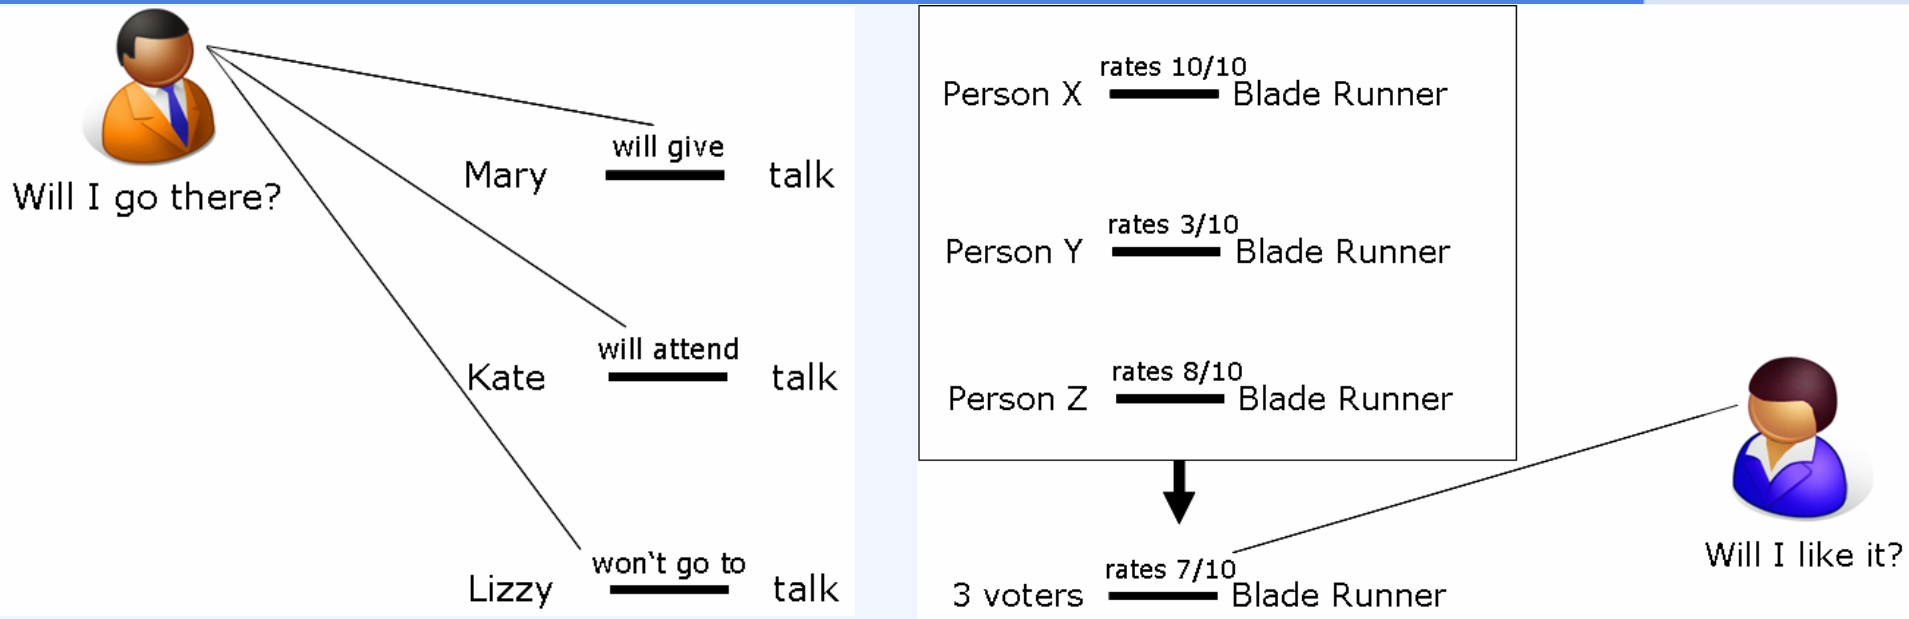 Will I go there?
will give
Mary talk
will attend
Kate talk
won't go to
Lizzy talk
rates 10/10
Person X Blade Runner
rates 3/10
Person Y Blade Runner
rates 8/10
Person Z Blade Runner
rates 7/10
3 voters Blade Runner
Will I like it?